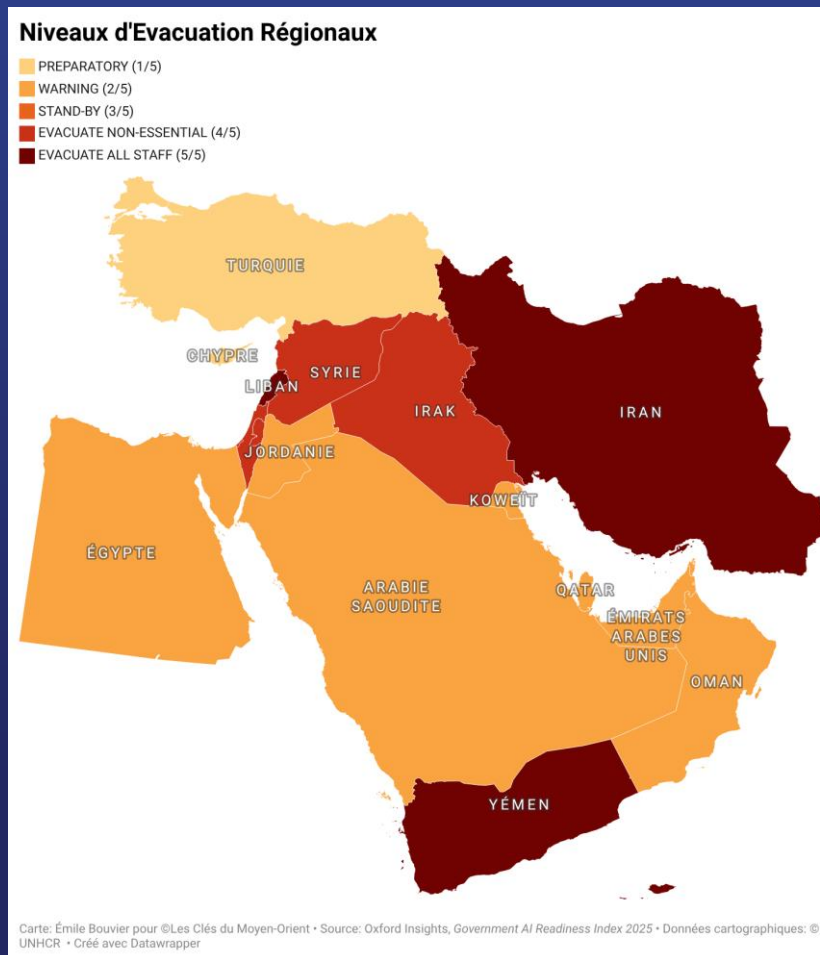 Niveaux d'Evacuation Régionaux
PREPARATORY (1/5)
WARNING (2/5)
STAND-BY (3/5)
EVACUATE NON-ESSENTIAL (4/5)
EVACUATE ALL STAFF (5/5)
TURQUIE
CHYPRE
SYRIE
LIBAN
IRAK
IRAN
JORDANIE
KOWEÏT
ÉGYPTE
ARABIE
SAOUDITE
QATAR
ÉMIRATS
ARABES
UNIS
OMAN
YÉMEN
Carte: Émile Bouvier pour ©Les Clés du Moyen-Orient • Source: Oxford Insights, Government AI Readiness Index 2025 • Données cartographiques: ©
UNHCR • Créé avec Datawrapper